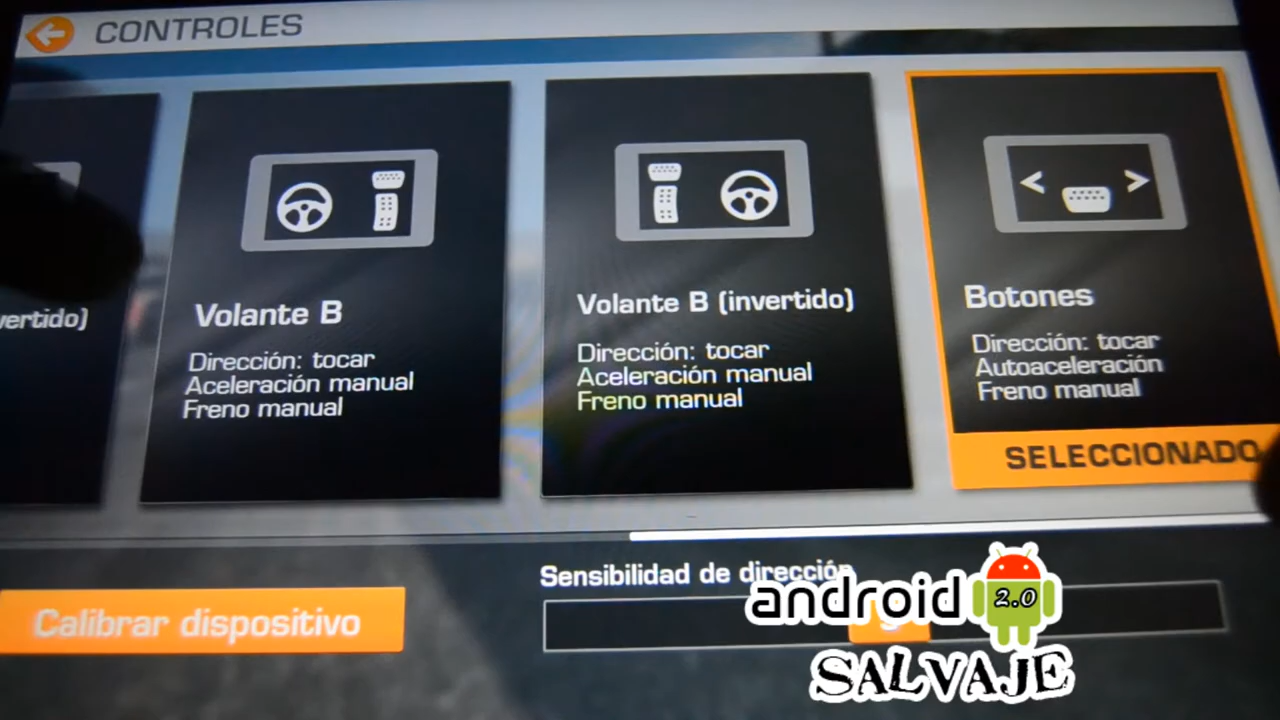 CONTROLES
vertido)
Volante B
Dirección: tocar
Aceleración manual
Freno manual
Volante B (invertido)
Dirección: tocar
Aceleración manual
Freno manual
Botones
Dirección: tocar
Autoaceleración
Freno manual
SELECCIONADO
Calibrar dispositivo
Sensibilidad de dirección
android
2.0
SALVAJE